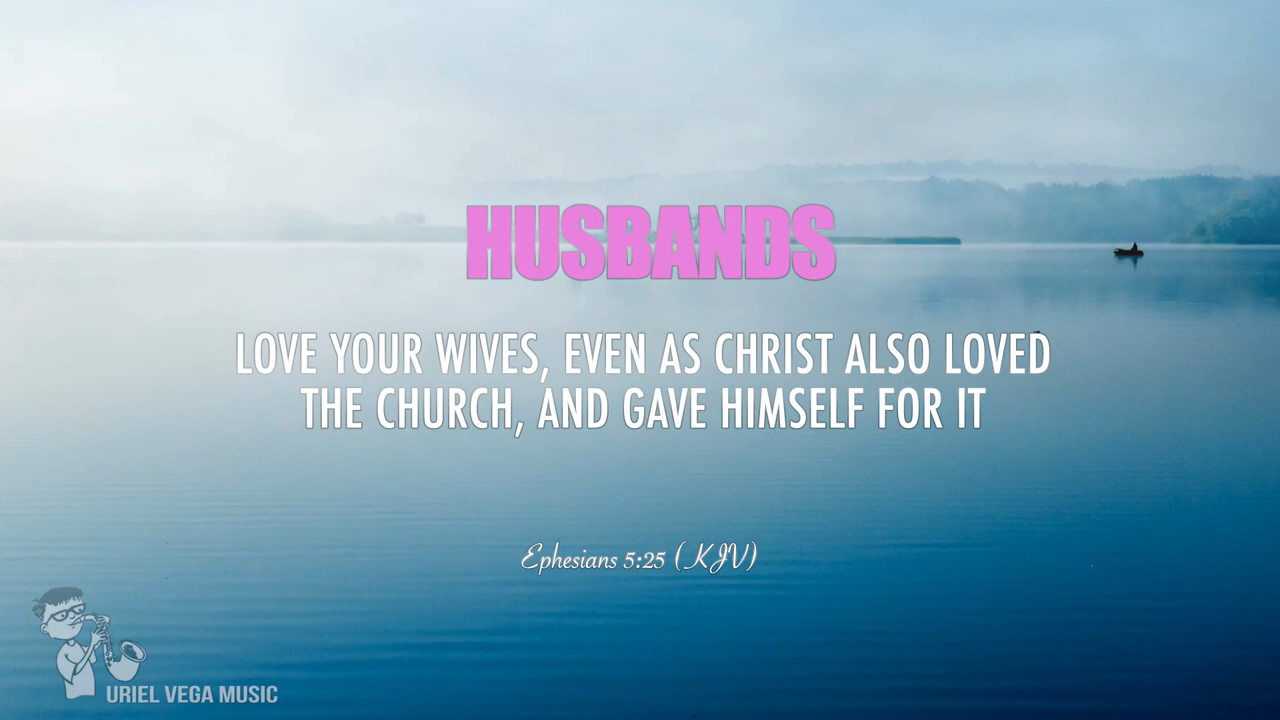 HUSBANDS
LOVE YOUR WIVES, EVEN AS CHRIST ALSO LOVED
THE CHURCH, AND GAVE HIMSELF FOR IT
Ephesians 5:25 (KJV)
URIEL VEGA MUSIC